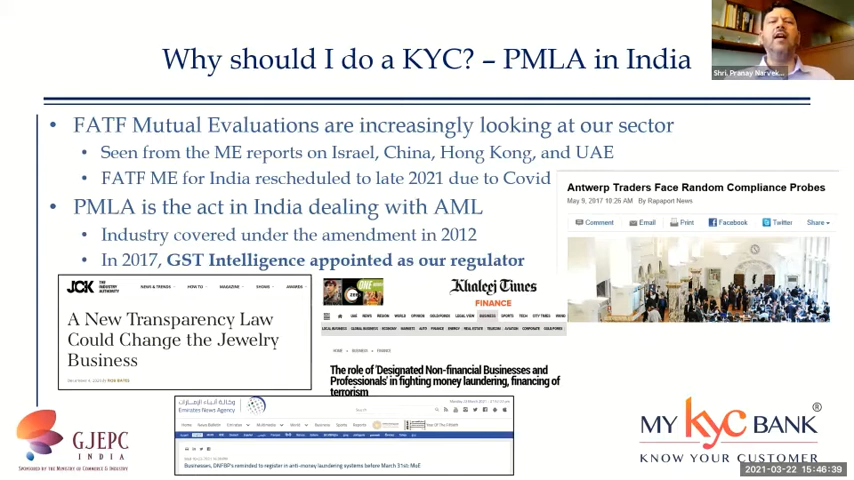 Why should I do a KYC? – PMLA in India
Shri. Pranay Narvek...
• FATF Mutual Evaluations are increasingly looking at our sector
• Seen from the ME reports on Israel, China, Hong Kong, and UAE
• FATF ME for India rescheduled to late 2021 due to Covid
• PMLA is the act in India dealing with AML
• Industry covered under the amendment in 2012
• In 2017, GST Intelligence appointed as our regulator
Antwerp Traders Face Random Compliance Probes
May 9, 2017 10:26 AM By Rapaport News
Comment Email Print Facebook Twitter Share
JCK THE INDUSTRY AUTHORITY
NEWS & TRENDS HOW TO MAGAZINE SHOWS AWARDS
A New Transparency Law
Could Change the Jewelry
Business
Khaleej Times
FINANCE
HOME BUSINESS FINANCE
The role of 'Designated Non-financial Businesses and
Professionals' in fighting money laundering, financing of
terrorism
وكالة أنباء الإمارات
Emirates News Agency
Businesses, DNFBPs reminded to register in anti-money laundering systems before March 31st: MoE
GJEPC
INDIA
SPONSORED BY THE MINISTRY OF COMMERCE & INDUSTRY
MY kyc BANK®
KNOW YOUR CUSTOMER
2021-03-22 15:46:39